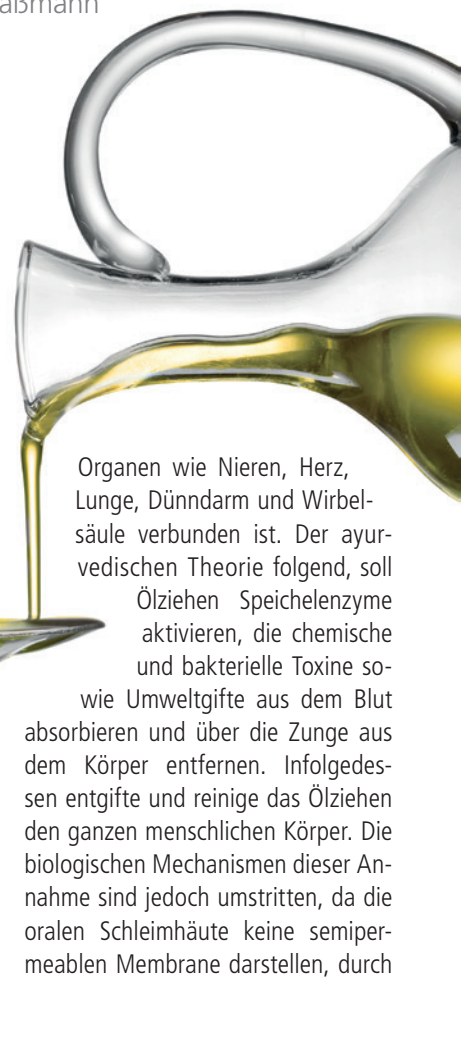 aßmann
Organen wie Nieren, Herz,
Lunge, Dünndarm und Wirbel-
säule verbunden ist. Der ayur-
vedischen Theorie folgend, soll
Ölziehen Speichelenzyme
aktivieren, die chemische
und bakterielle Toxine so-
wie Umweltgifte aus dem Blut
absorbieren und über die Zunge aus
dem Körper entfernen. Infolgedes-
sen entgifte und reinige das Ölziehen
den ganzen menschlichen Körper. Die
biologischen Mechanismen dieser An-
nahme sind jedoch umstritten, da die
oralen Schleimhäute keine semiper-
meablen Membrane darstellen, durch